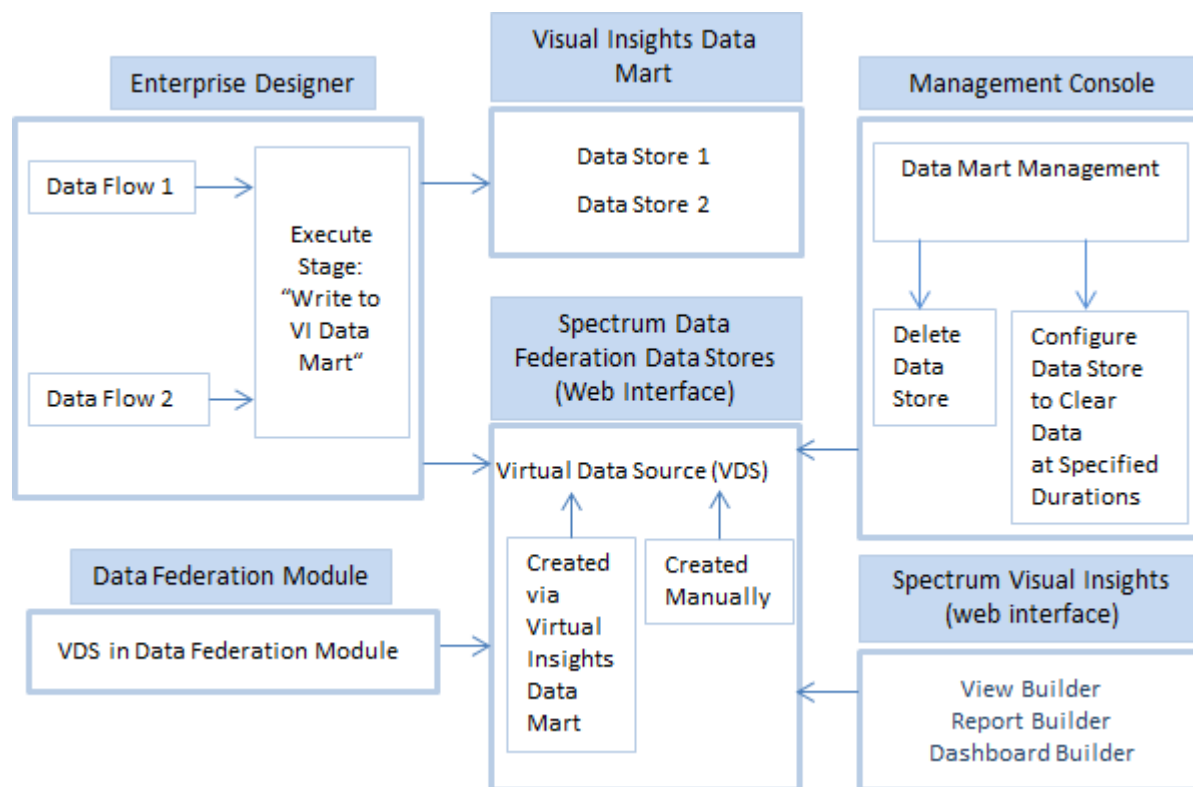 Enterprise Designer
Data Flow 1
Data Flow 2
Execute
Stage:
“Write to
VI Data
Mart“
Visual Insights Data
Mart
Data Store 1
Data Store 2
Management Console
Data Mart Management
Delete
Data
Store
Configure
Data Store
to Clear
Data
at Specified
Durations
Spectrum Data
Federation Data Stores
(Web Interface)
Virtual Data Source (VDS)
Created
via
Virtual
Insights
Data
Mart
Created
Manually
Data Federation Module
VDS in Data Federation Module
Spectrum Visual Insights
(web interface)
View Builder
Report Builder
Dashboard Builder